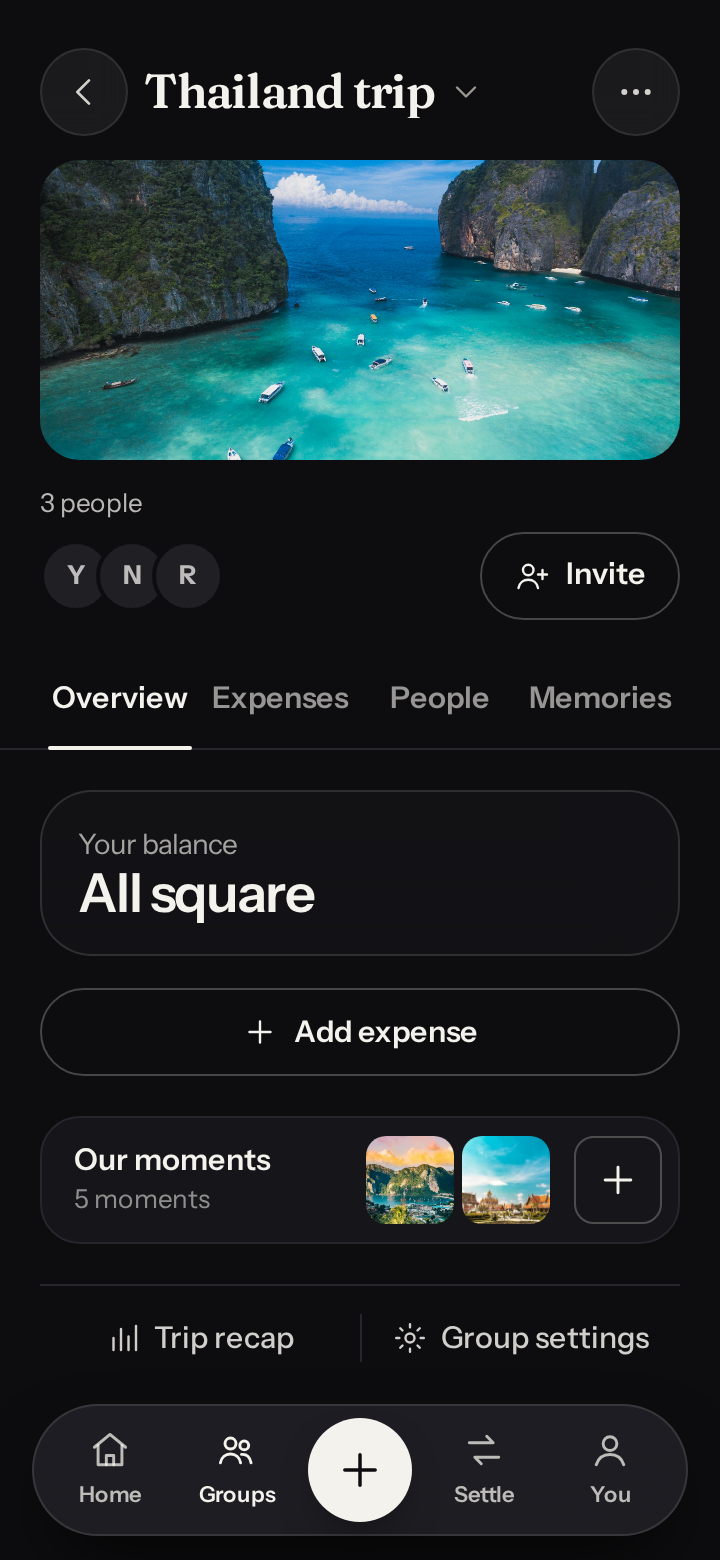 Thailand trip
3 people
Y N R
Invite
Overview Expenses People Memories
Your balance
All square
Add expense
Our moments
5 moments
Trip recap Group settings
Home Groups Settle You